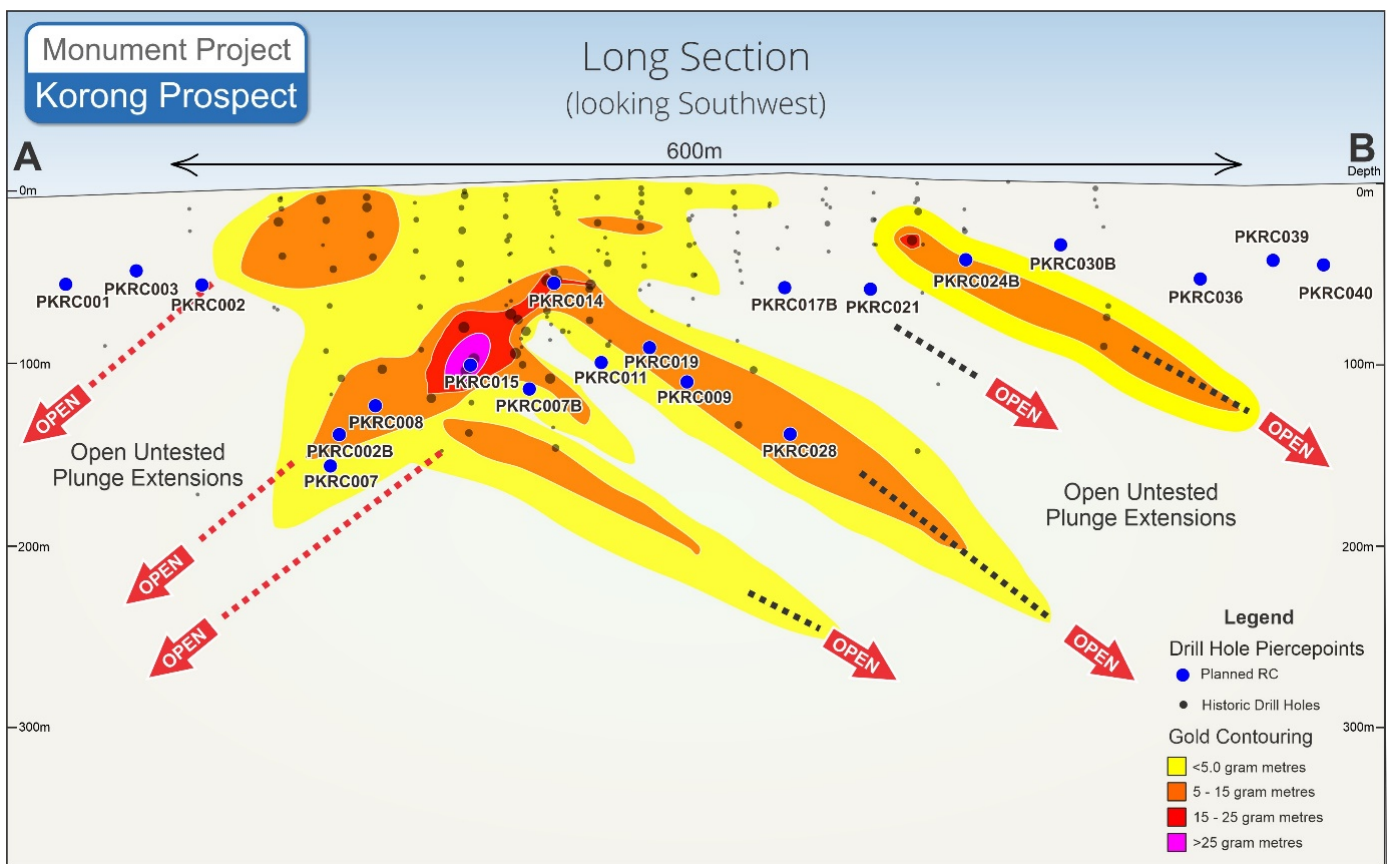 Monument Project
Korong Prospect
Long Section
(looking Southwest)
A
600m
B
Depth
0m
0m
PKRC039
PKRC030B
PKRC001
PKRC003
PKRC002
PKRC014
PKRC017B
PKRC021
PKRC024B
PKRC036
PKRC040
100m
100m
PKRC015
PKRC011
PKRC019
PKRC007B
PKRC009
PKRC008
OPEN
OPEN
OPEN
PKRC002B
PKRC028
PKRC007
Open Untested
Plunge Extensions
Open Untested
Plunge Extensions
200m
200m
OPEN
OPEN
OPEN
OPEN
300m
300m
Legend
Drill Hole Piercepoints
Planned RC
Historic Drill Holes
Gold Contouring
<5.0 gram metres
5 - 15 gram metres
15 - 25 gram metres
>25 gram metres